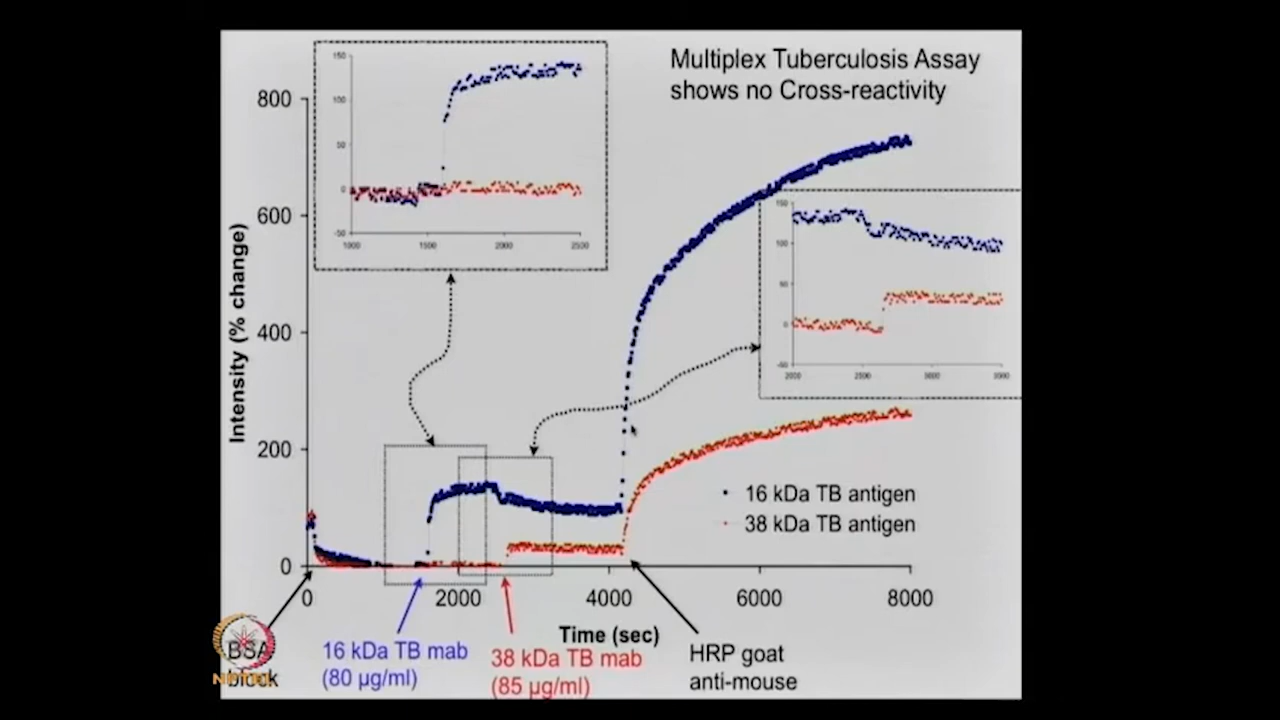 Multiplex Tuberculosis Assay
shows no Cross-reactivity
Intensity (% change)
800
600
400
200
0
150
100
50
0
-50
1000
1500
2000
2500
150
100
50
0
-50
2000
2500
3000
3500
16 kDa TB antigen
38 kDa TB antigen
0
2000
4000
6000
8000
Time (sec)
BSA
block
16 kDa TB mab
(80 µg/ml)
38 kDa TB mab
(85 µg/ml)
HRP goat
anti-mouse
NPTEL